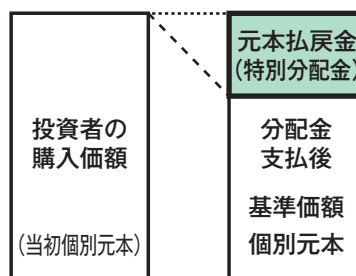 投資者の
購入価額
(当初個別元本)
元本払戻金
(特別分配金)
分配金
支払後
基準価額
個別元本